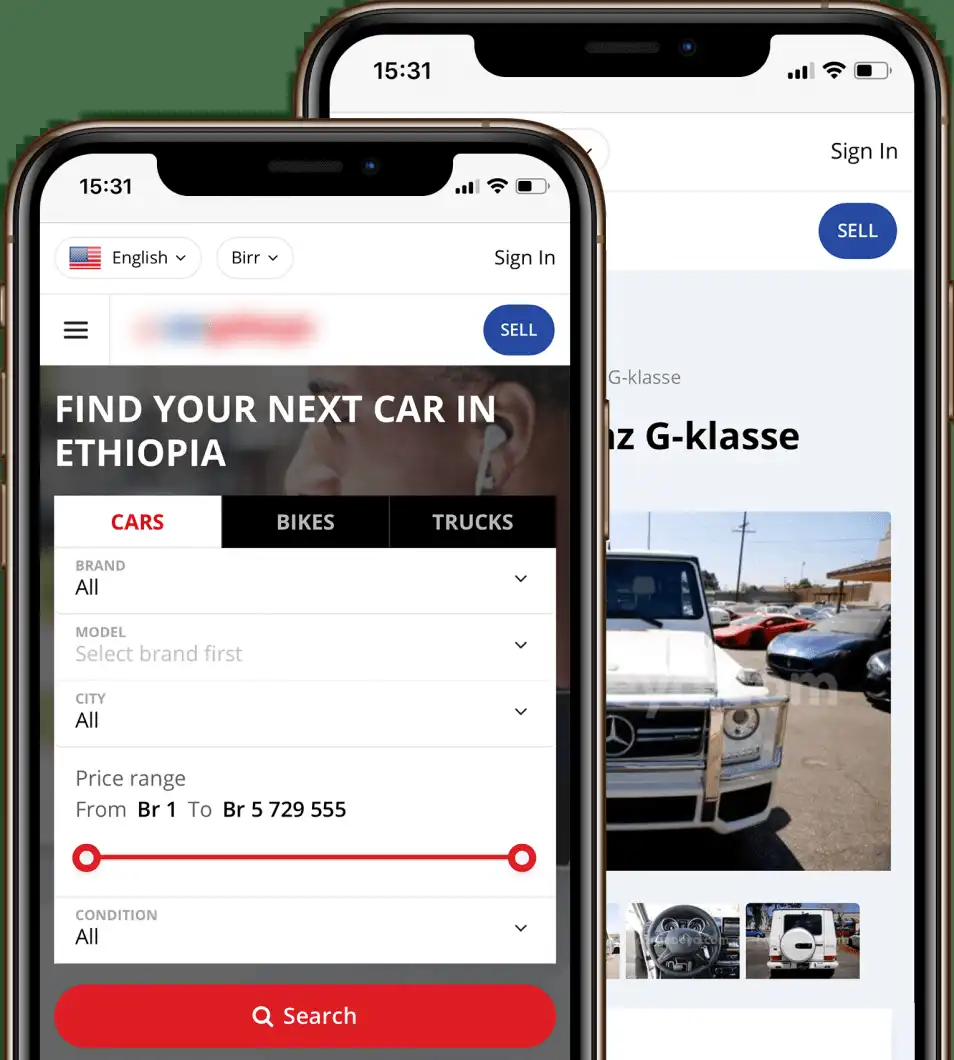 15:31
Sign In
SELL
G-klasse
G-klasse
15:31
English
Birr
Sign In
SELL
FIND YOUR NEXT CAR IN
ETHIOPIA
CARS
BIKES
TRUCKS
BRAND
All
MODEL
Select brand first
CITY
All
Price range
From Br 1 To Br 5 729 555
CONDITION
All
Search